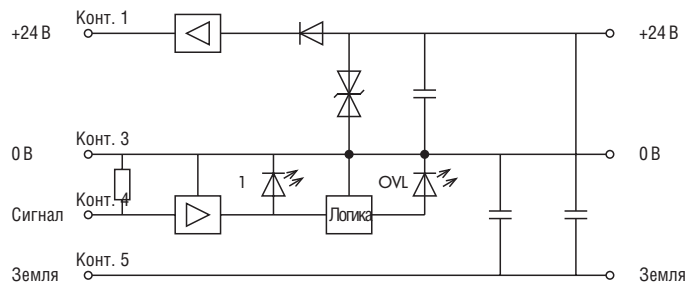 Конт. 1
+24 В
+24 В
Конт. 3
0 В
0 В
1
OVL
Конт. 4
Сигнал
Логика
Конт. 5
Земля
Земля